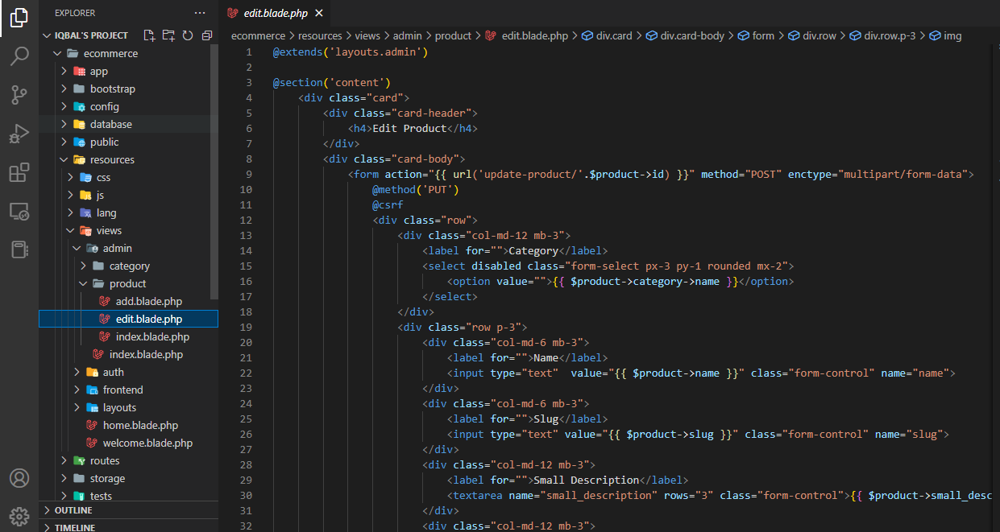 EXPLORER
IQBAL'S PROJECT
ecommerce
app
bootstrap
config
database
public
resources
css
js
lang
views
admin
category
product
add.blade.php
edit.blade.php
index.blade.php
index.blade.php
auth
frontend
layouts
home.blade.php
welcome.blade.php
routes
storage
tests
OUTLINE
TIMELINE
edit.blade.php
ecommerce > resources > views > admin > product > edit.blade.php > div.card > div.card-body > form > div.row > div.row.p-3 > img
1 @extends('layouts.admin')
2
3 @section('content')
4 <div class="card">
5 <div class="card-header">
6 <h4>Edit Product</h4>
7 </div>
8 <div class="card-body">
9 <form action="{{ url('update-product/'.$product->id) }}" method="POST" enctype="multipart/form-data">
10 @method('PUT')
11 @csrf
12 <div class="row">
13 <div class="col-md-12 mb-3">
14 <label for="">Category</label>
15 <select disabled class="form-select px-3 py-1 rounded mx-2">
16 <option value="">{{ $product->category->name }}</option>
17 </select>
18 </div>
19 <div class="row p-3">
20 <div class="col-md-6 mb-3">
21 <label for="">Name</label>
22 <input type="text"  value="{{ $product->name }}" class="form-control" name="name">
23 </div>
24 <div class="col-md-6 mb-3">
25 <label for="">Slug</label>
26 <input type="text" value="{{ $product->slug }}" class="form-control" name="slug">
27 </div>
28 <div class="col-md-12 mb-3">
29 <label for="">Small Description</label>
30 <textarea name="small_description" rows="3" class="form-control">{{ $product->small_desc
31 </div>
32 <div class="col-md-12 mb-3">